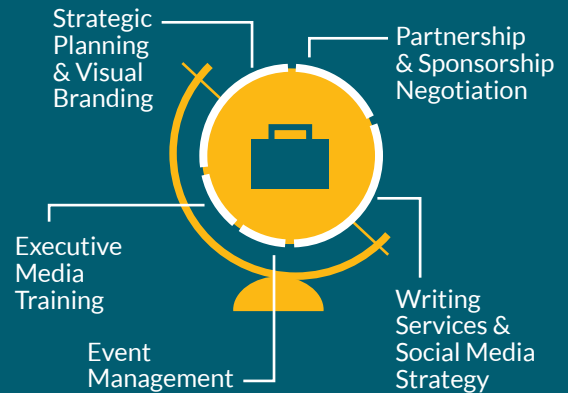 Strategic
Planning
& Visual
Branding
Partnership
& Sponsorship
Negotiation
Executive
Media
Training
Writing
Services &
Social Media
Strategy
Event
Management